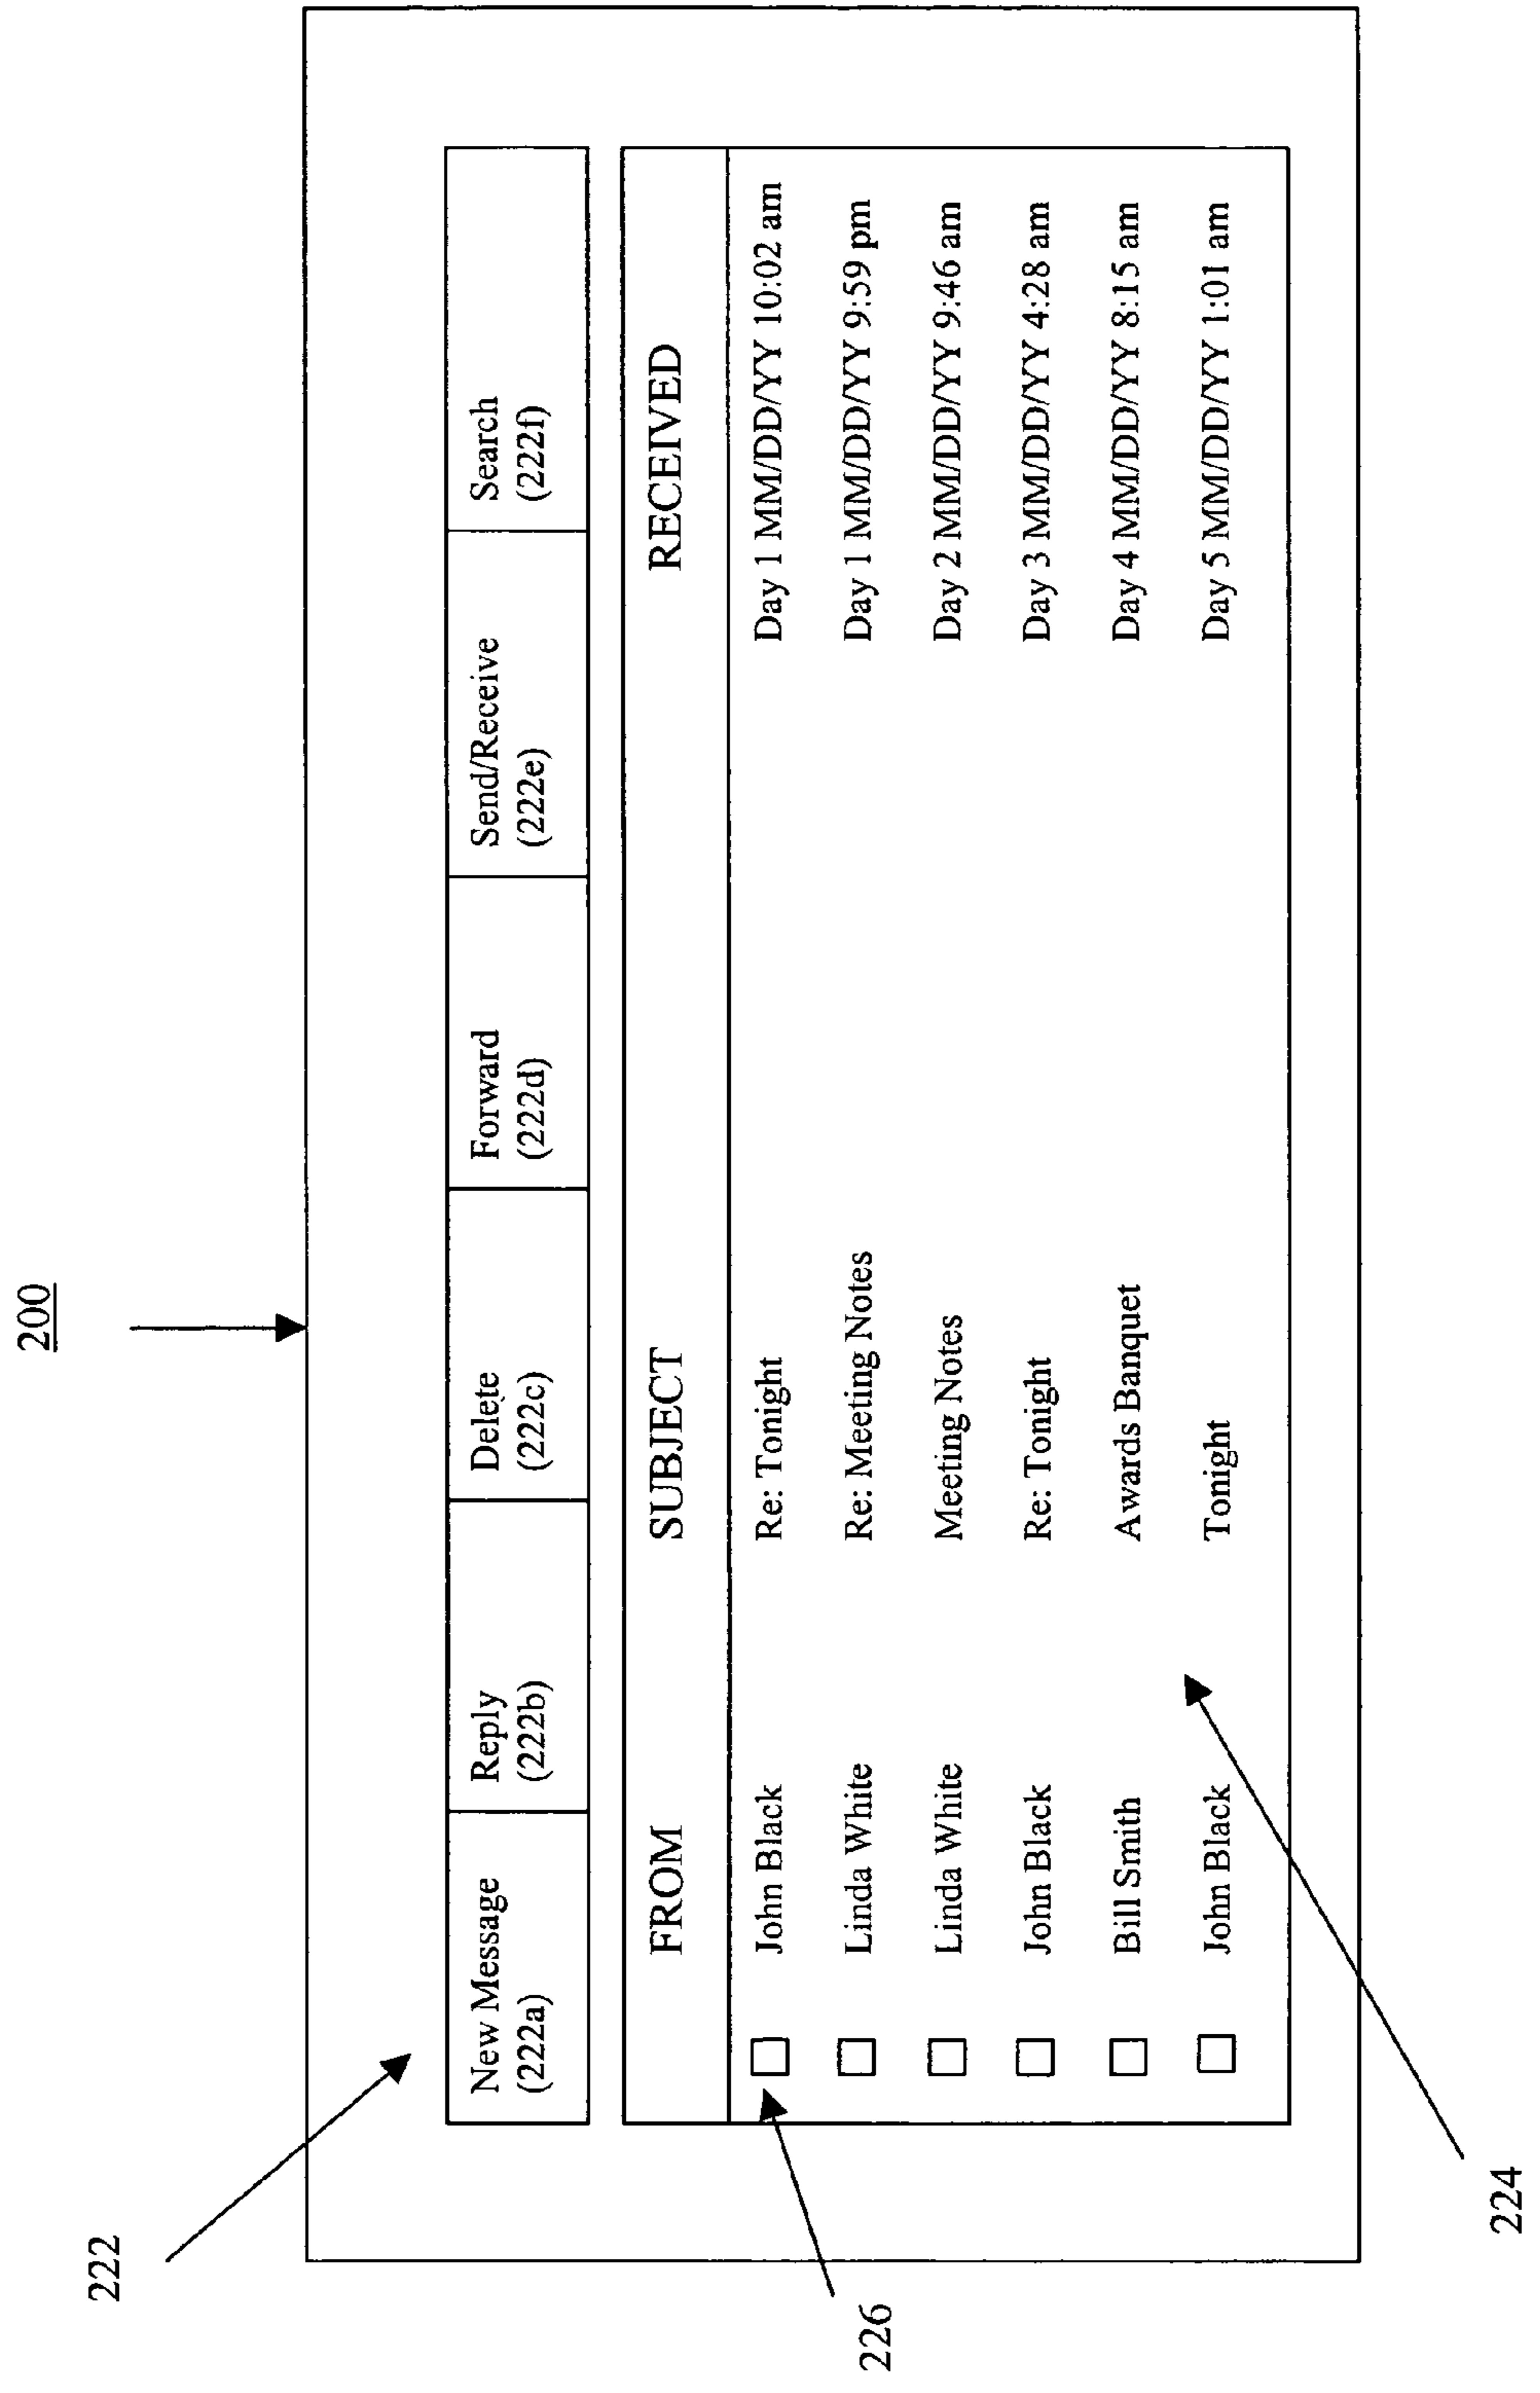 200
222
New Message Reply Delete Forward Send/Receive Search
(222a) (222b) (222c) (222d) (222e) (222f)
FROM SUBJECT RECEIVED
John Black Re: Tonight Day 1 MM/DD/YY 10:02 am
Linda White Re: Meeting Notes Day 1 MM/DD/YY 9:59 pm
Linda White Meeting Notes Day 2 MM/DD/YY 9:46 am
John Black Re: Tonight Day 3 MM/DD/YY 4:28 am
Bill Smith Awards Banquet Day 4 MM/DD/YY 8:15 am
John Black Tonight Day 5 MM/DD/YY 1:01 am
226
224